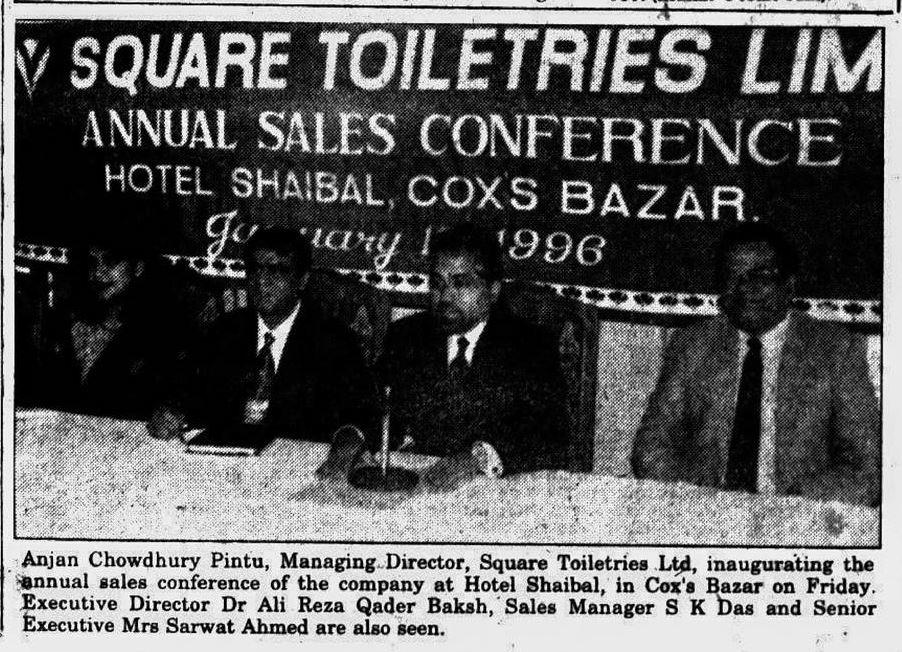 SQUARE TOILETRIES LIM
ANNUAL SALES CONFERENCE
HOTEL SHAIBAL, COX'S BAZAR.
January 1 1996
Anjan Chowdhury Pintu, Managing Director, Square Toiletries Ltd, inaugurating the
annual sales conference of the company at Hotel Shaibal, in Cox's Bazar on Friday.
Executive Director Dr Ali Reza Qader Baksh, Sales Manager S K Das and Senior
Executive Mrs Sarwat Ahmed are also seen.